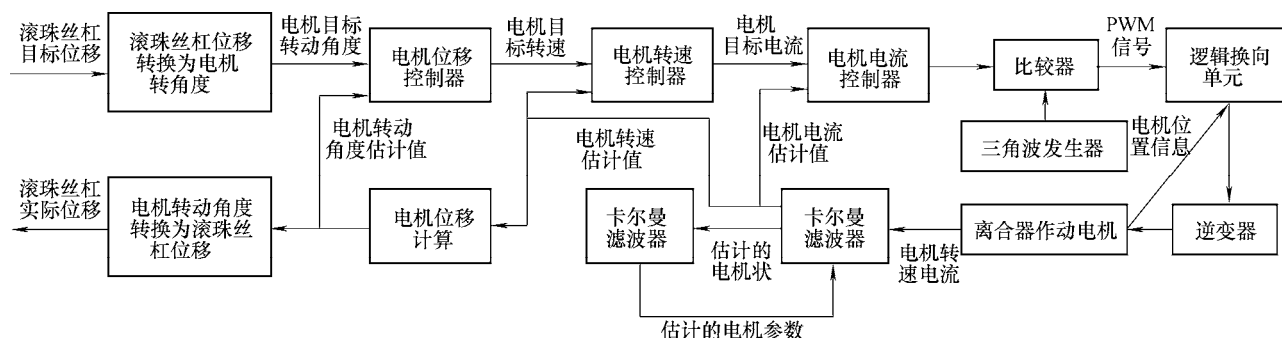 滚珠丝杠
目标位移
滚珠丝杠位移
转换为电机
转角度
电机目标
转动角度
电机位移
控制器
电机目标
转速
电机转速
控制器
电机
目标电流
电机电流
控制器
比较器
PWM
信号
逻辑换向
单元
电机转动
角度估计值
电机转速
估计值
电机电流
估计值
三角波发生器
电机位
置信息
滚珠丝杠
实际位移
电机转动角度
转换为滚珠丝
杠位移
电机位移
计算
卡尔曼
滤波器
估计的
电机状
卡尔曼
滤波器
电机转
速电流
离合器作动电机
逆变器
估计的电机参数